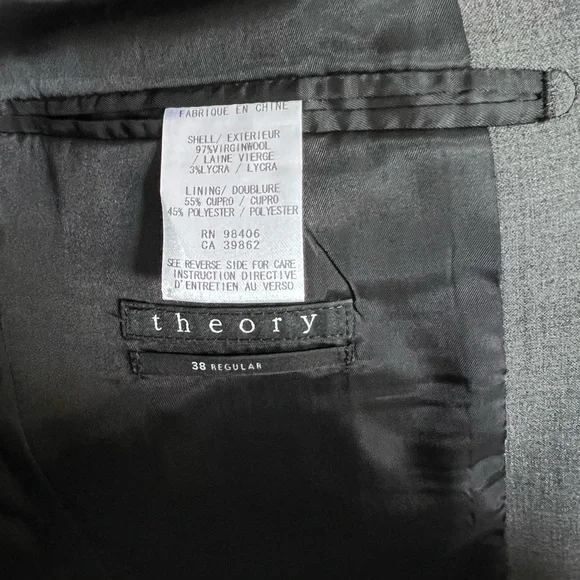 FABRIQUE EN CHINE
SHELL/ EXTERIEUR
97%VIRGINWOOL
/ LAINE VIERGE
3%LYCRA / LYCRA
LINING/ DOUBLURE
55% CUPRO / CUPRO
45% POLYESTER / POLYESTER
RN 98406
CA 39862
SEE REVERSE SIDE FOR CARE
INSTRUCTION DIRECTIVE
D'ENTRETIEN AU VERSO
theory
38 REGULAR